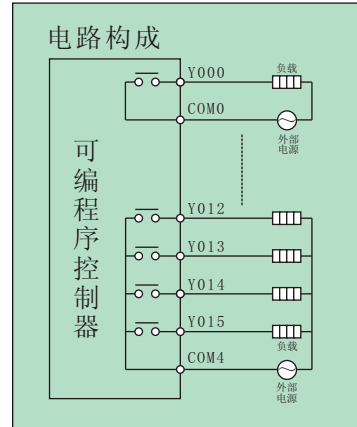 电路构成
Y000
负载
COM0
外部
电源
可编程序控制器
Y012
Y013
Y014
Y015
负载
COM4
外部
电源